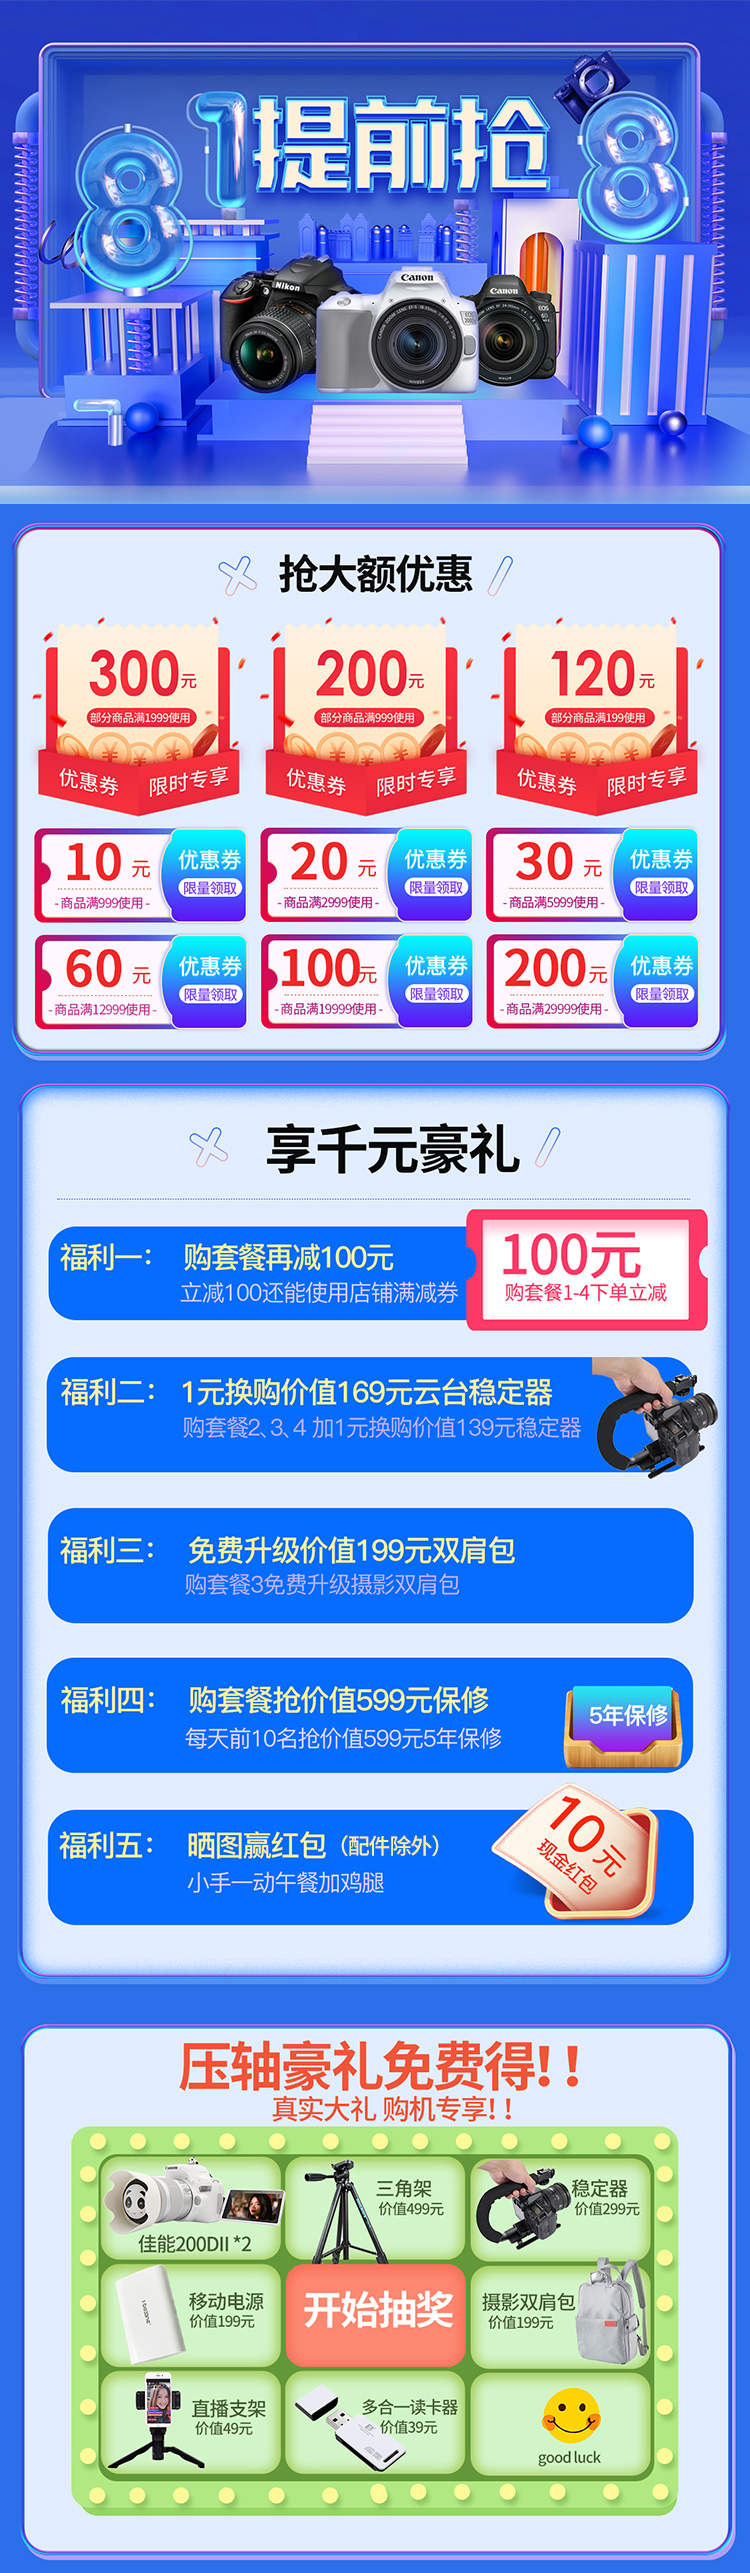 818
提前抢
Nikon
Canon
Canon
抢大额优惠
300元
部分商品满1999使用
优惠券 限时专享
200元
部分商品满999使用
优惠券 限时专享
120元
部分商品满199使用
优惠券 限时专享
10元
-商品满999使用-
优惠券
限量领取
20元
-商品满2999使用-
优惠券
限量领取
30元
-商品满5999使用-
优惠券
限量领取
60元
-商品满12999使用-
优惠券
限量领取
100元
-商品满19999使用-
优惠券
限量领取
200元
-商品满29999使用-
优惠券
限量领取
享千元豪礼
福利一： 购套餐再减100元
立减100还能使用店铺满减券
100元
购套餐1-4下单立减
福利二： 1元换购价值169元云台稳定器
购套餐2、3、4 加1元换购价值139元稳定器
福利三： 免费升级价值199元双肩包
购套餐3免费升级摄影双肩包
福利四： 购套餐抢价值599元保修
每天前10名抢价值599元5年保修
5年保修
福利五： 晒图赢红包（配件除外）
小手一动午餐加鸡腿
10元
现金红包
压轴豪礼免费得！！
真实大礼 购机专享！！
佳能200DII *2
三角架
价值499元
稳定器
价值299元
移动电源
价值199元
开始抽奖
摄影双肩包
价值199元
直播支架
价值49元
多合一读卡器
价值39元
good luck